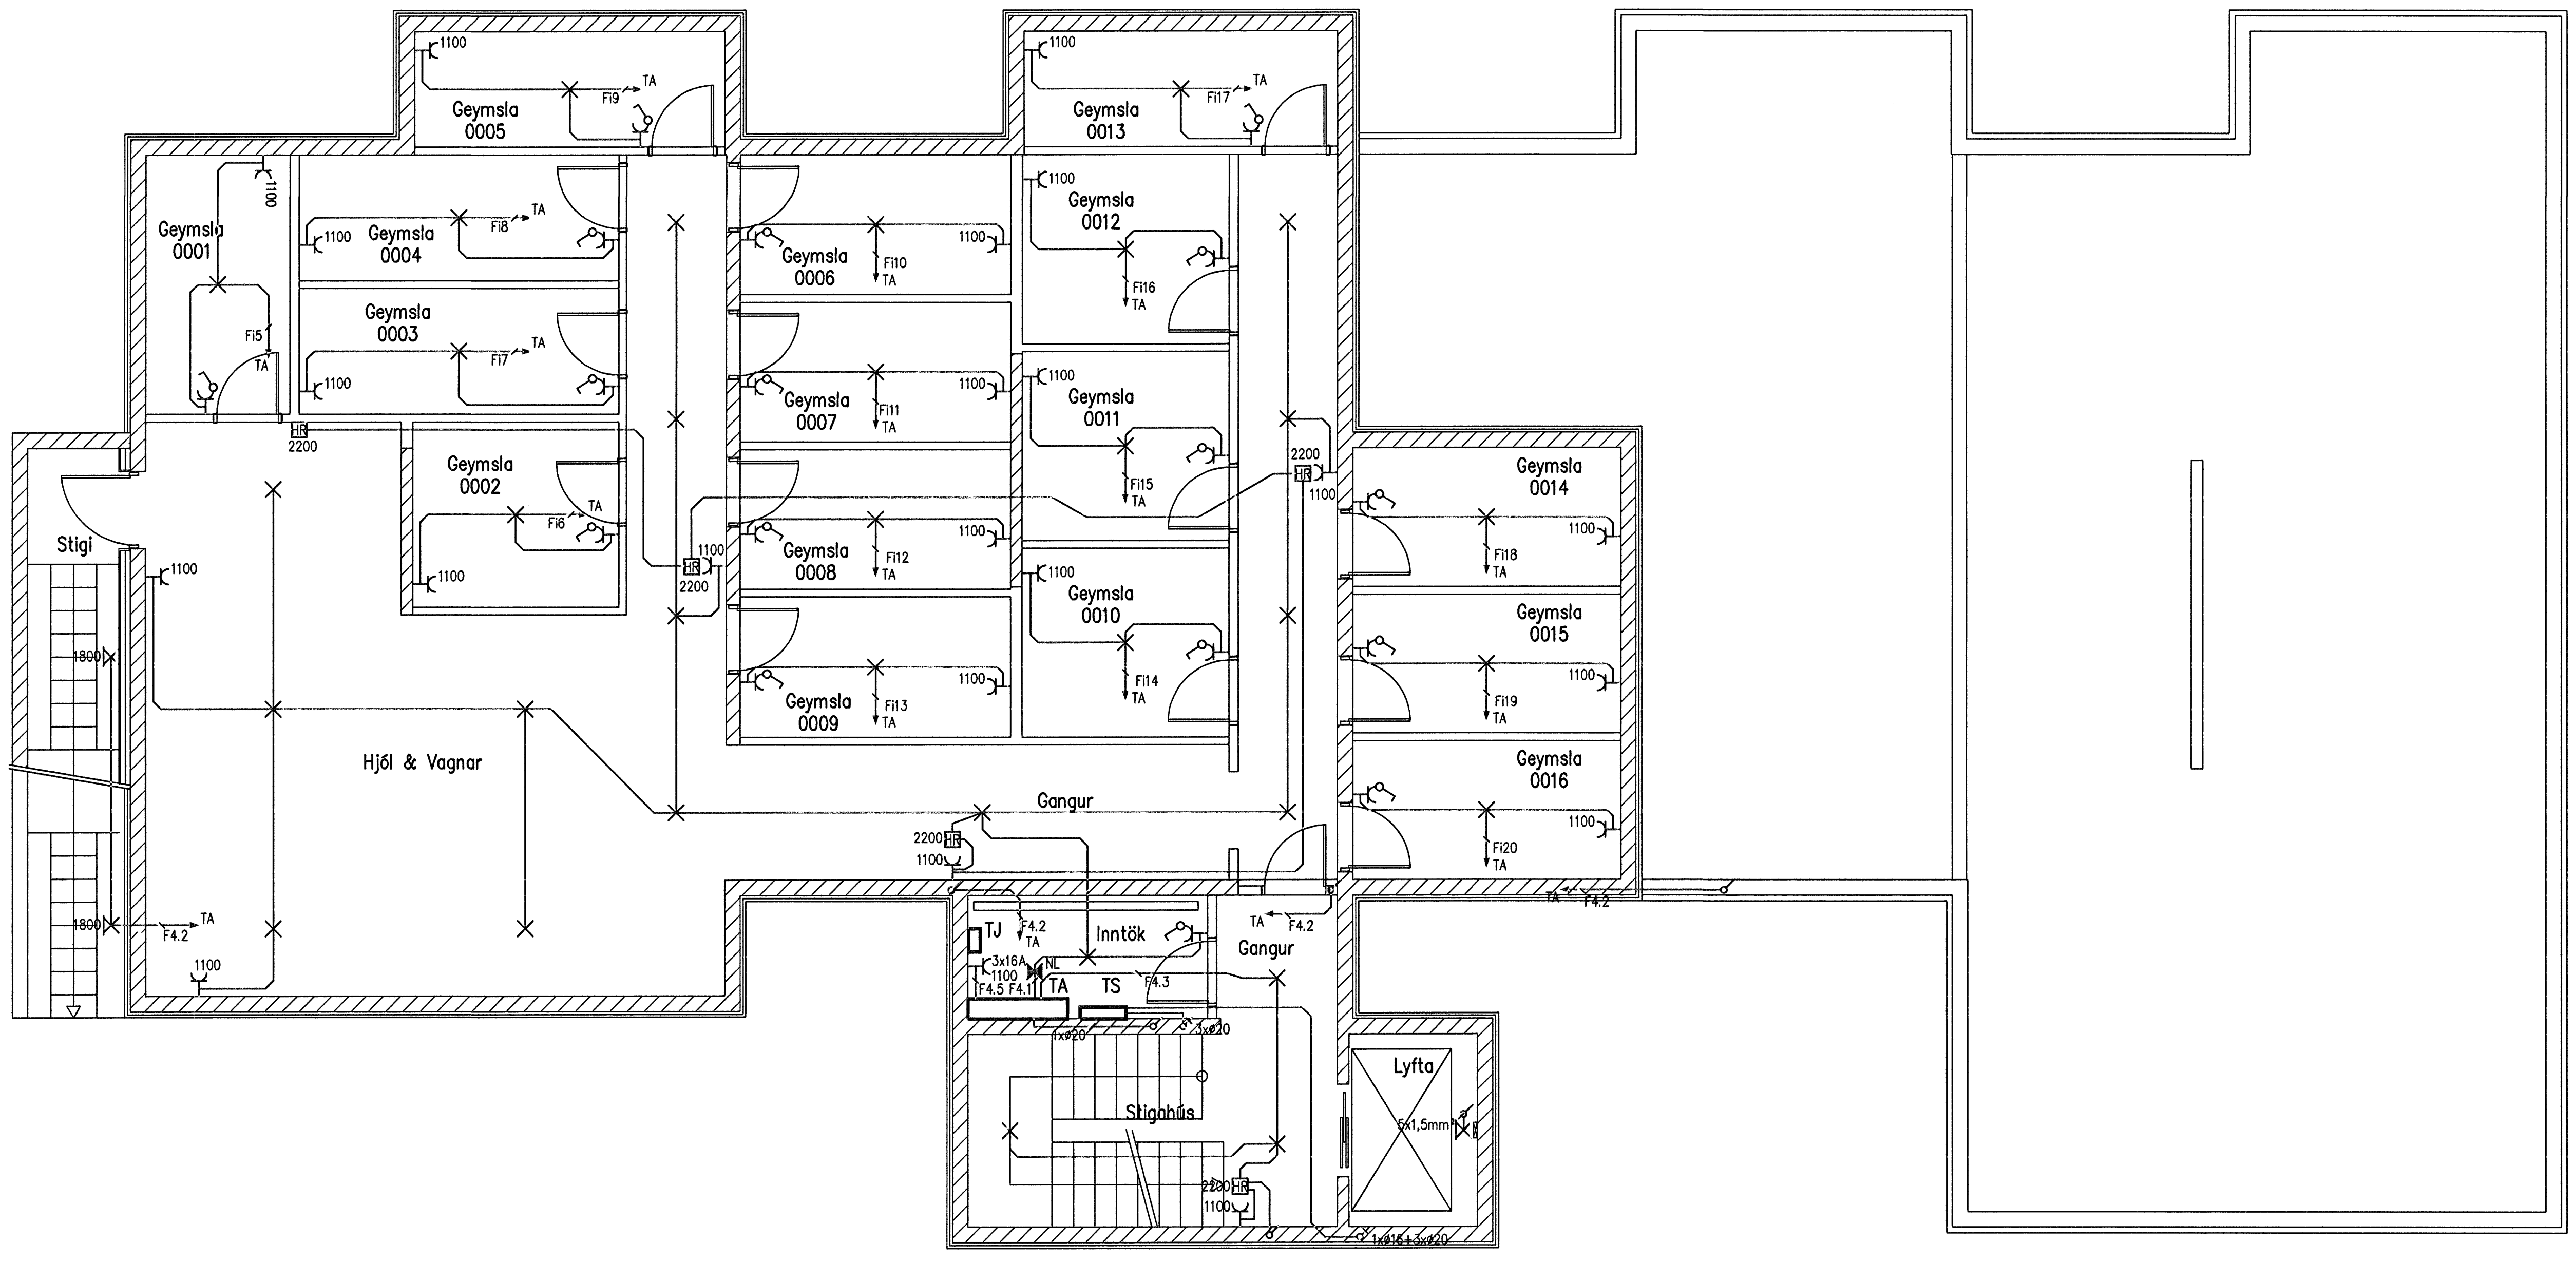 1100
TA
Fi9
Geymsla
0005
1100
TA
Fi17
Geymsla
0013
1100
Geymsla
0001
Fi5
TA
TA
Fi8
1100
Geymsla
0004
Geymsla
0003
TA
Fi7
1100
HR
2200
Geymsla
0002
TA
Fi6
1100
1100
HR
2200
Geymsla
0006
1100
Fi10
TA
Geymsla
0007
1100
Fi11
TA
Geymsla
0008
1100
Fi12
TA
Geymsla
0009
1100
Fi13
TA
1100
Geymsla
0012
Fi16
TA
1100
Geymsla
0011
Fi15
TA
1100
Geymsla
0010
Fi14
TA
2200
HR
1100
Geymsla
0014
1100
Fi18
TA
Geymsla
0015
1100
Fi19
TA
Geymsla
0016
1100
Fi20
TA
Stigi
1100
1800
Hjól & Vagnar
1800
TA
F4.2
1100
Gangur
2200
HR
1100
TA
F4.2
TJ
F4.2
TA
Inntök
TA
F4.2
Gangur
3x16A
1100
NL
F4.5
F4.1
TA
TS
F4.3
1xø20
3xø20
Stigahús
2200
HR
1100
Lyfta
5x1,5mm²
1xø16+3xø20